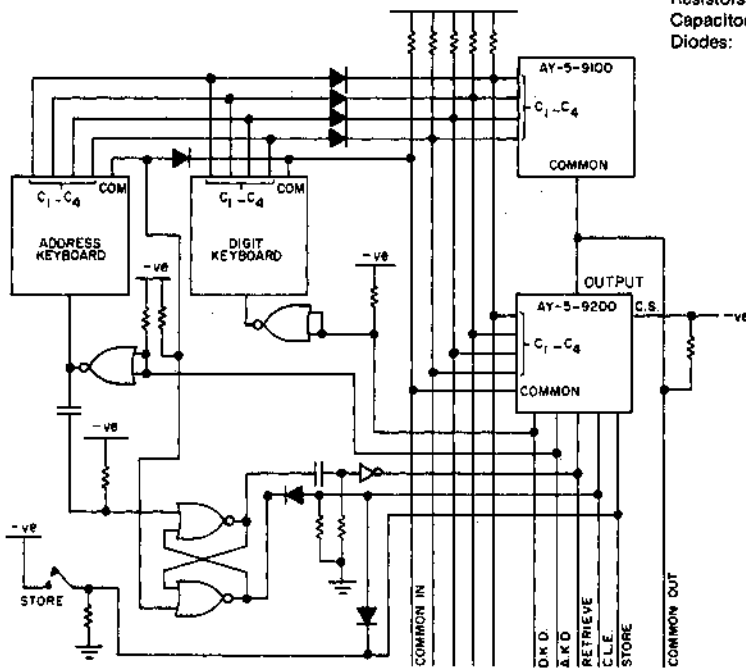 Resistors
Capacitor
Diodes:
AY-5-9100
C1-C4
COMMON
C1-C4
COM
ADDRESS
KEYBOARD
C1-C4
COM
DIGIT
KEYBOARD
-ve
-ve
OUTPUT
AY-5-9200
C.S.
-ve
C1-C4
COMMON
-ve
-ve
STORE
COMMON IN
D.K.D.
A.K.D.
RETRIEVE
C.L.E.
STORE
COMMON OUT